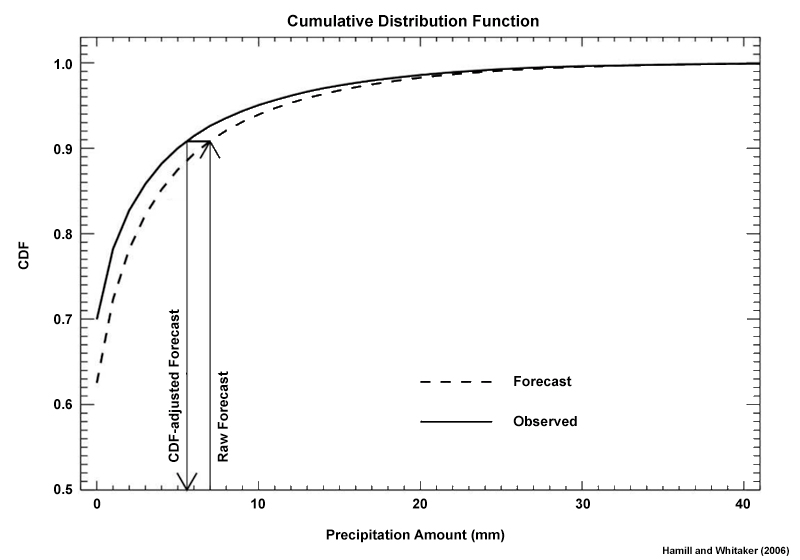 Cumulative Distribution Function
1.0
0.9
0.8
0.7
0.6
0.5
CDF
CDF-adjusted Forecast
Raw Forecast
Forecast
Observed
0 10 20 30 40
Precipitation Amount (mm)
Hamill and Whitaker (2006)